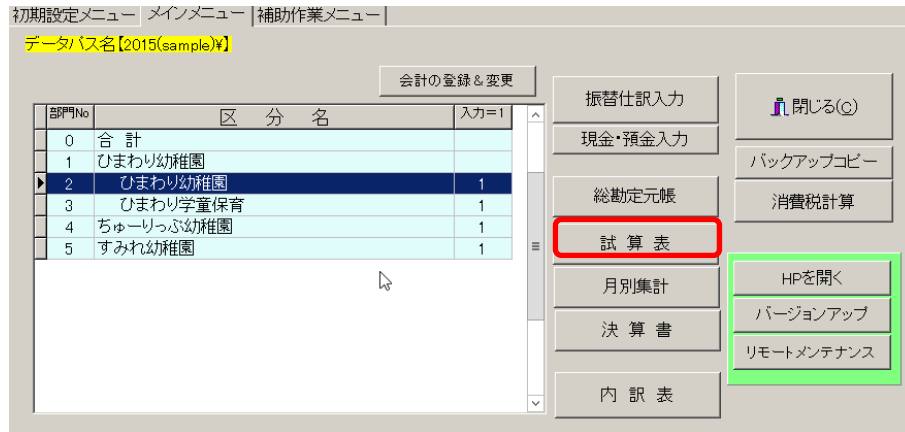 初期設定メニュー メインメニュー 補助作業メニュー
データパス名【2015(sample)¥】
会計の登録&変更
部門No 区 分 名 入力=1
0 合 計
1 ひまわり幼稚園
2 ひまわり幼稚園 1
3 ひまわり学童保育 1
4 ちゅーりっぷ幼稚園 1
5 すみれ幼稚園 1
振替仕訳入力
現金・預金入力
総勘定元帳
試 算 表
月別集計
決 算 書
内 訳 表
閉じる(c)
バックアップコピー
消費税計算
HPを開く
バージョンアップ
リモートメンテナンス